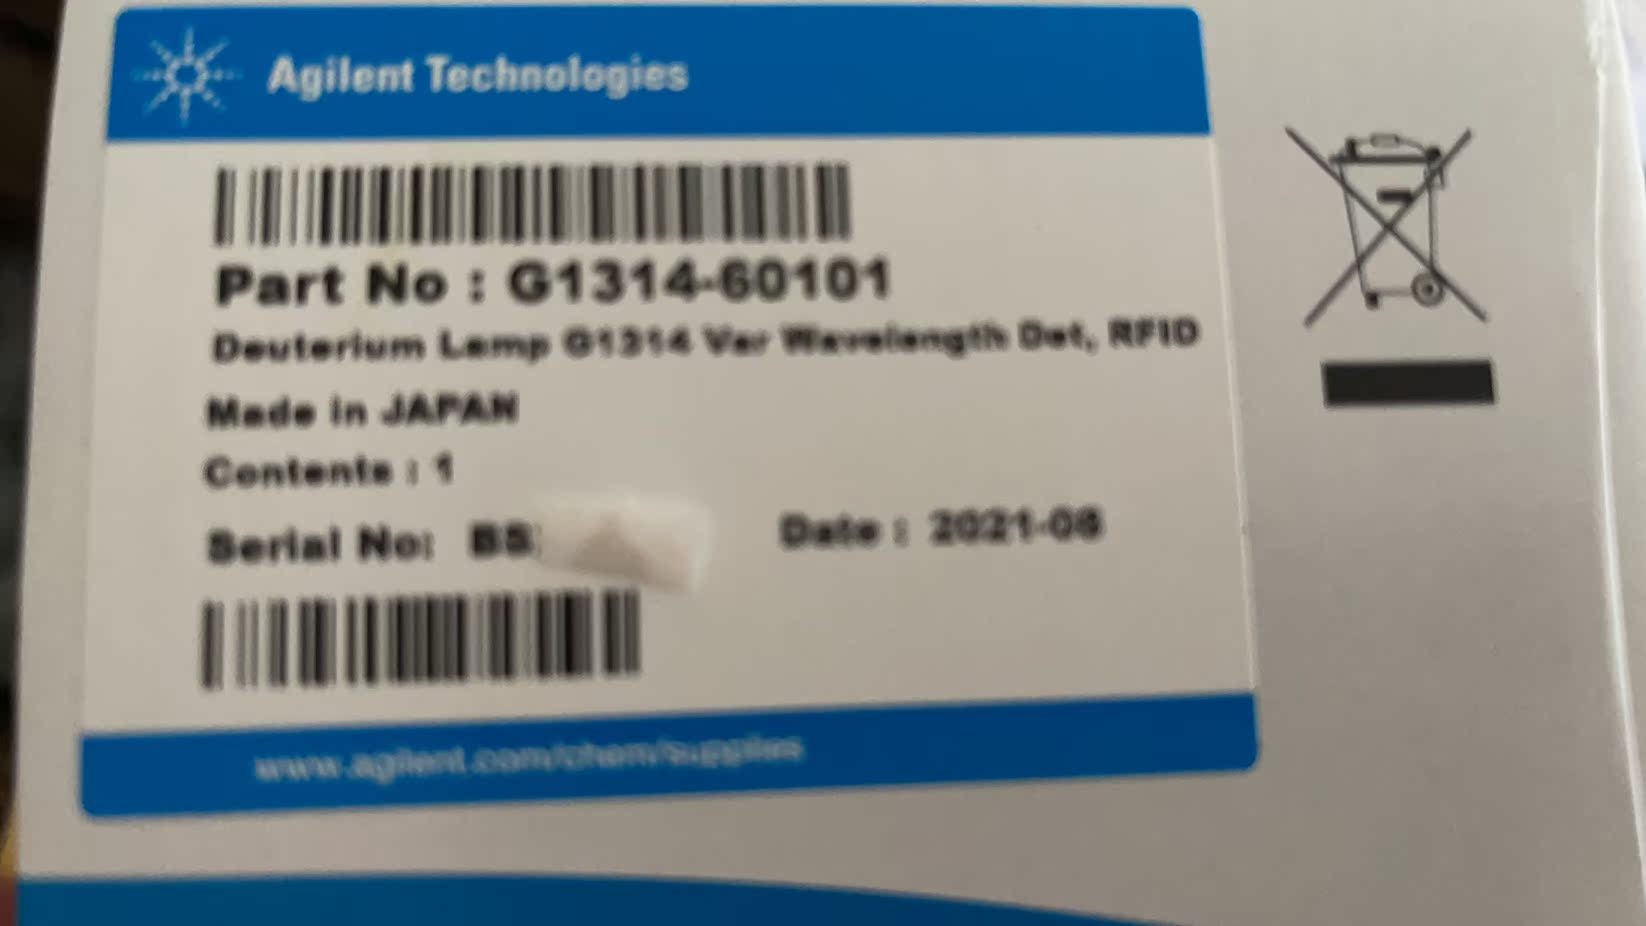 Agilent Technologies
Part No : G1314-60101
Deuterium Lamp G1314 Var Wavelength Det, RFID
Made in JAPAN
Contents : 1
Serial No: BS
Date : 2021-08
www.agilent.com/chem/supplies